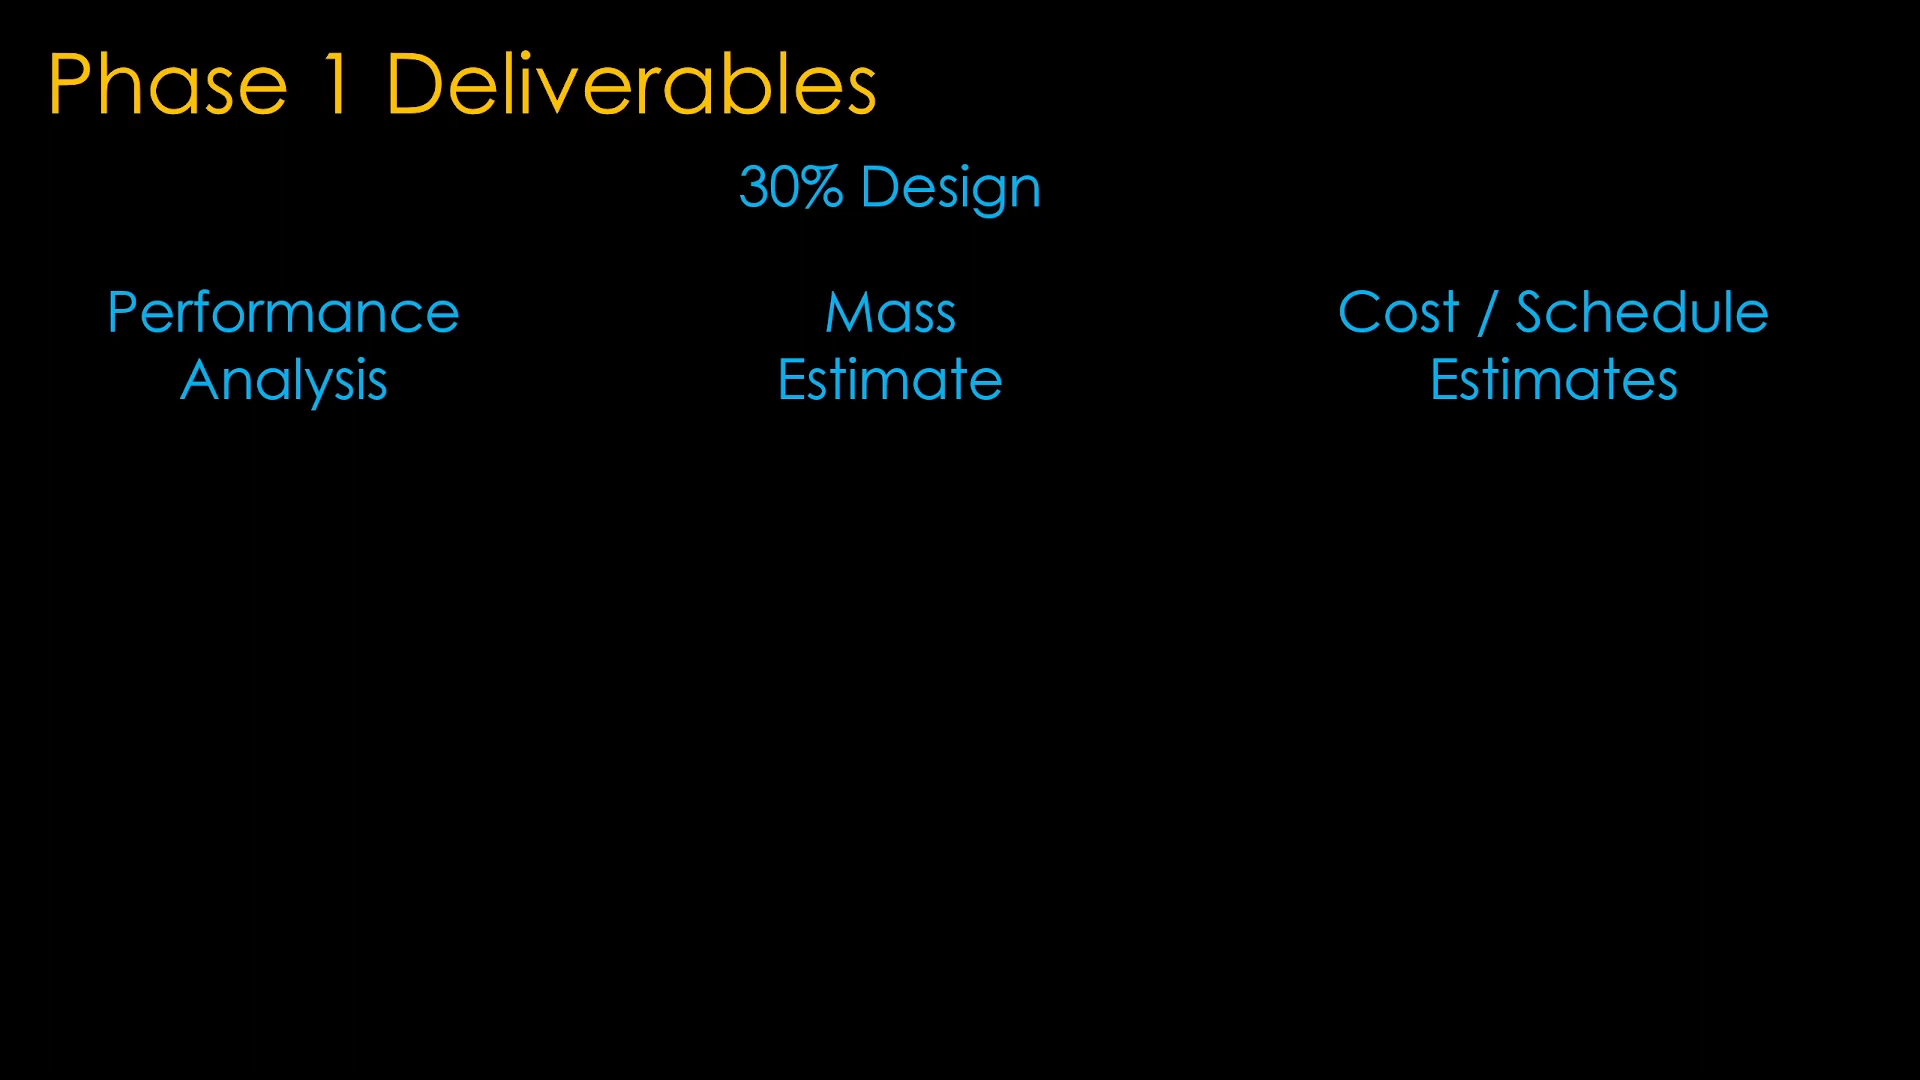 Phase 1 Deliverables
30% Design
Performance
Analysis
Mass
Estimate
Cost / Schedule
Estimates